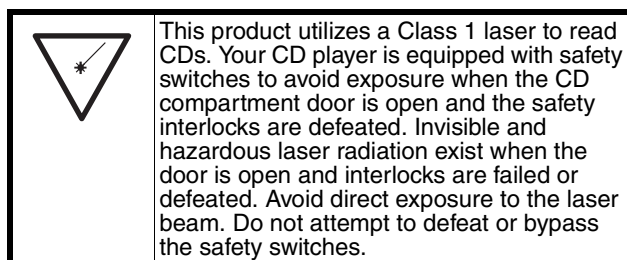 This product utilizes a Class 1 laser to read
CDs. Your CD player is equipped with safety
switches to avoid exposure when the CD
compartment door is open and the safety
interlocks are defeated. Invisible and
hazardous laser radiation exist when the
door is open and interlocks are failed or
defeated. Avoid direct exposure to the laser
beam. Do not attempt to defeat or bypass
the safety switches.